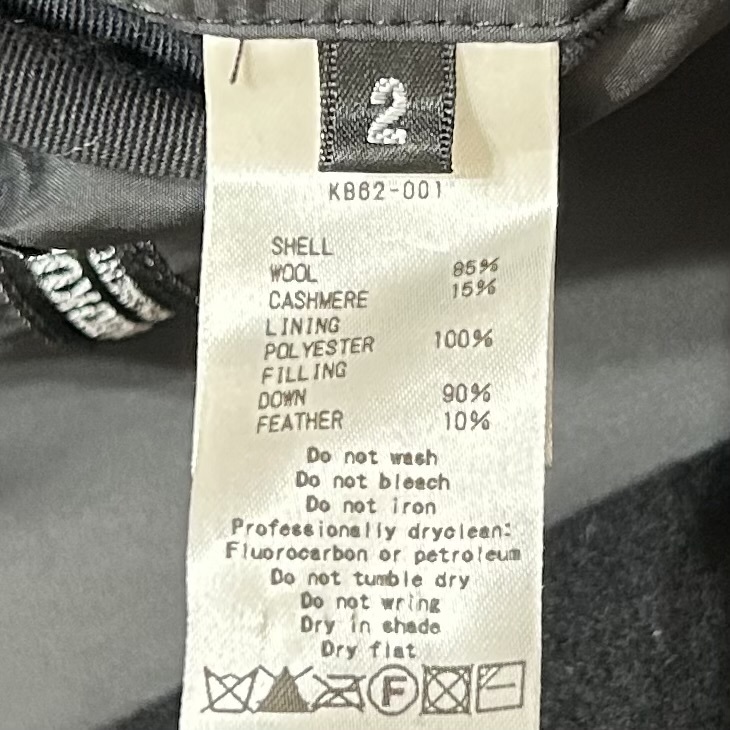 2
KB62-001
SHELL
WOOL 85%
CASHMERE 15%
LINING
POLYESTER 100%
FILLING
DOWN 90%
FEATHER 10%
Do not wash
Do not bleach
Do not iron
Professionally dryclean:
Fluorocarbon or petroleum
Do not tumble dry
Do not wring
Dry in shade
Dry flat
F